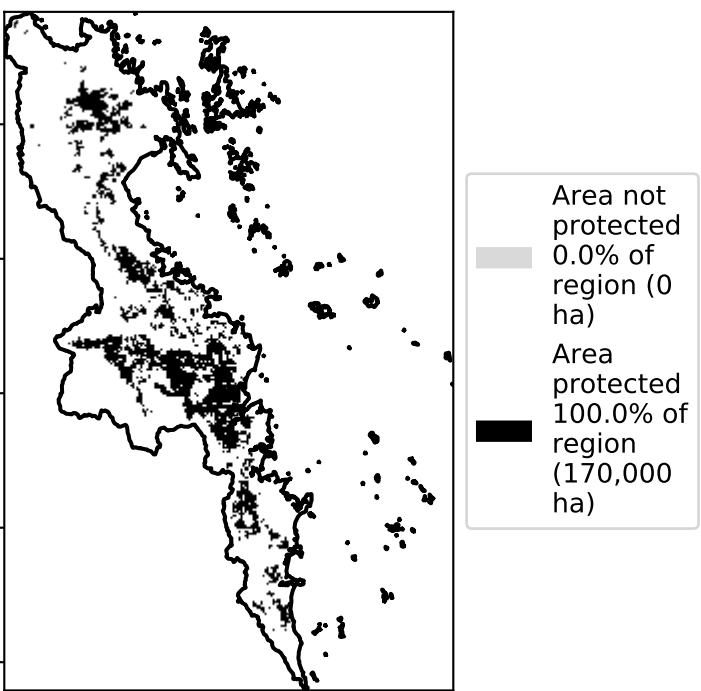 Area not
protected
0.0% of
region (0
ha)
Area
protected
100.0% of
region
(170,000
ha)